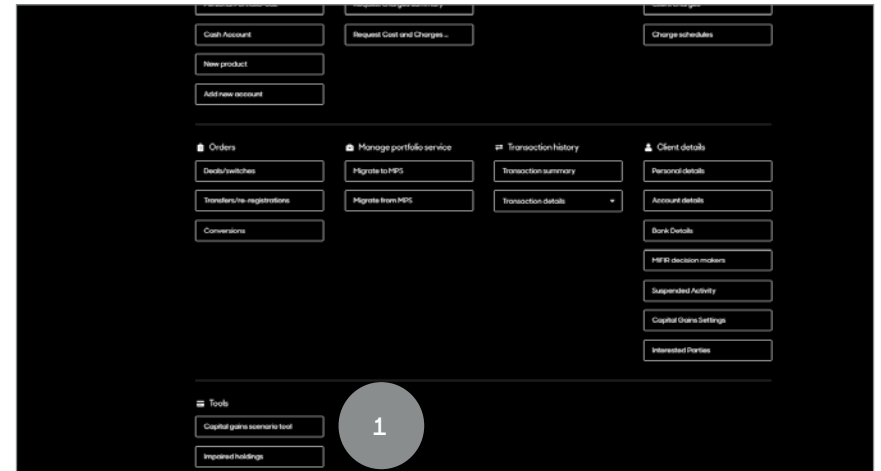 Cash Account
Request Cost and Charges ...
Charge schedules
New product
Add new account
Orders
Manage portfolio service
Transaction history
Client details
Deals/switches
Migrate to MPS
Transaction summary
Personal details
Transfers/re-registrations
Migrate from MPS
Transaction details
Account details
Conversions
Bank Details
MIFIR decision makers
Suspended Activity
Capital Gains Settings
Interested Parties
Tools
Capital gains scenario tool
1
Impaired holdings